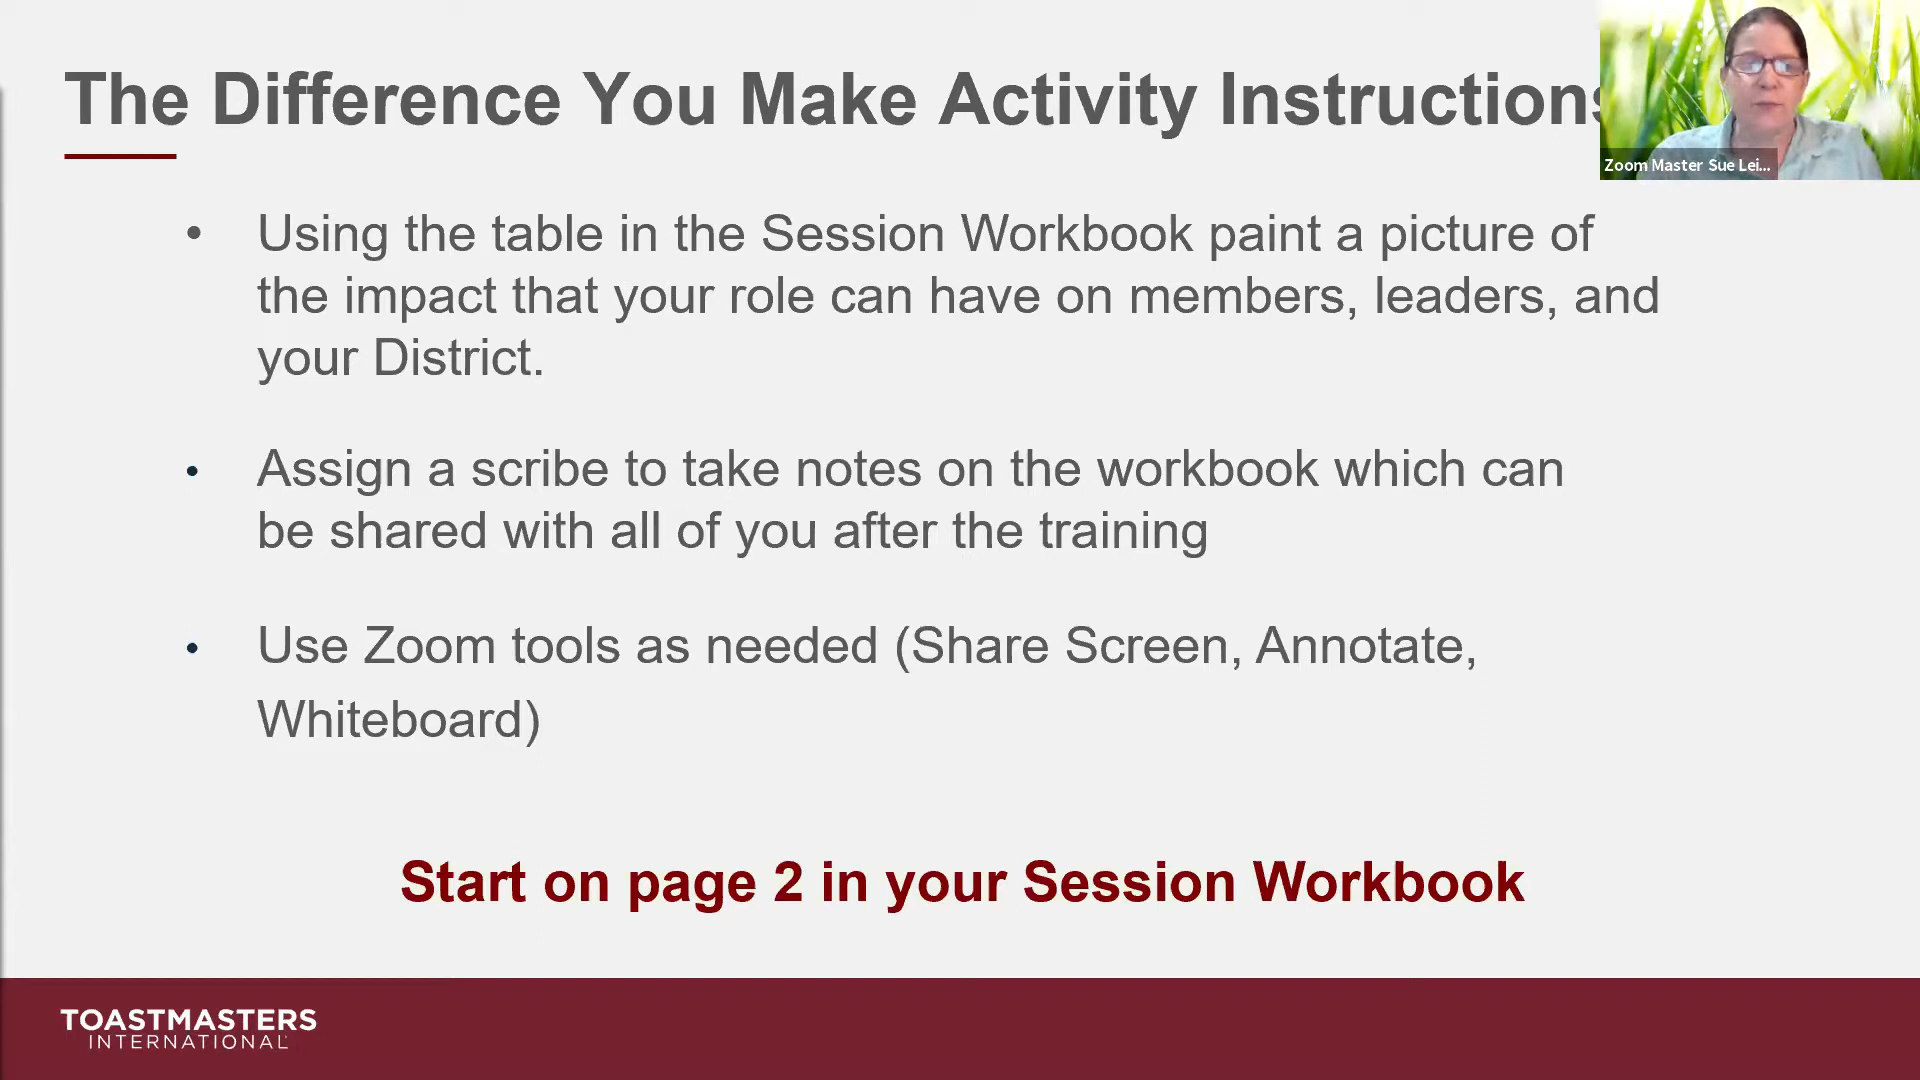 The Difference You Make Activity Instructions
Zoom Master Sue Lei...
• Using the table in the Session Workbook paint a picture of
the impact that your role can have on members, leaders, and
your District.
• Assign a scribe to take notes on the workbook which can
be shared with all of you after the training
• Use Zoom tools as needed (Share Screen, Annotate,
Whiteboard)
Start on page 2 in your Session Workbook
TOASTMASTERS
INTERNATIONAL